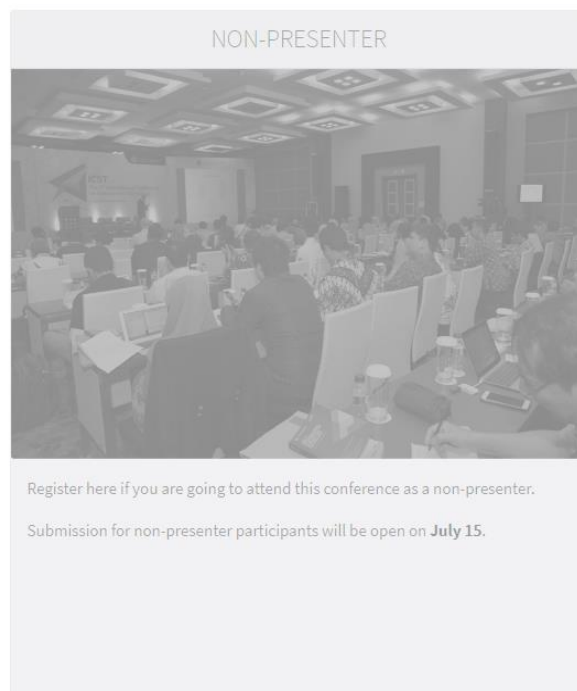 NON-PRESENTER
ICST
Register here if you are going to attend this conference as a non-presenter.
Submission for non-presenter participants will be open on July 15.